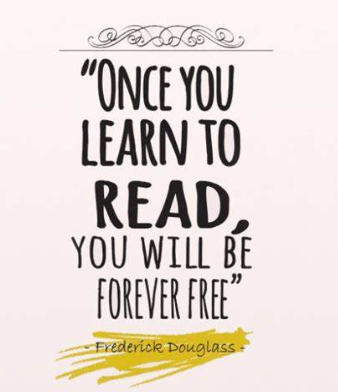 “ONCE YOU
LEARN TO
READ,
YOU WILL BE
FOREVER FREE”
- Frederick Douglass -